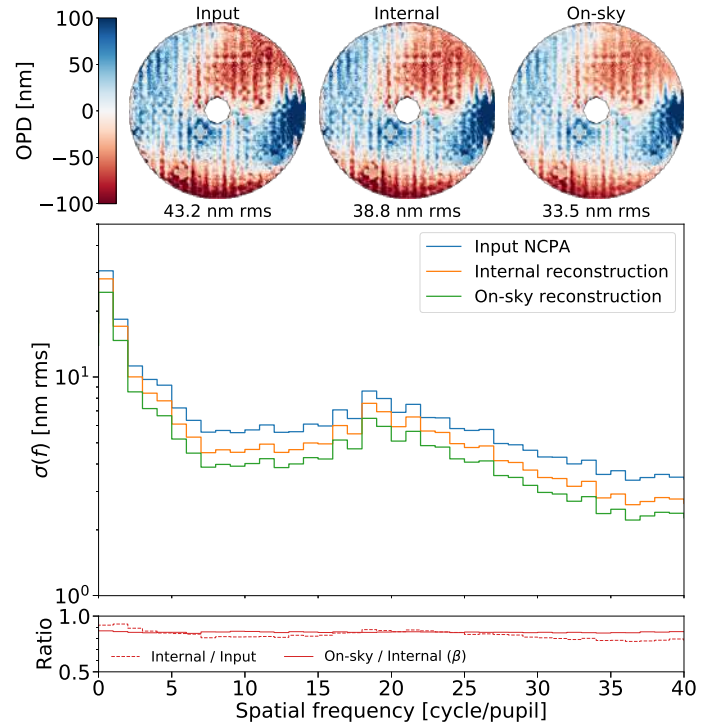 Input Internal On-sky
100
50
0
−50
−100
OPD [nm]
43.2 nm rms 38.8 nm rms 33.5 nm rms
Input NCPA
Internal reconstruction
On-sky reconstruction
10¹
10⁰
σ(f) [nm rms]
1.0
0.5
Ratio
Internal / Input On-sky / Internal (β)
0 5 10 15 20 25 30 35 40
Spatial frequency [cycle/pupil]